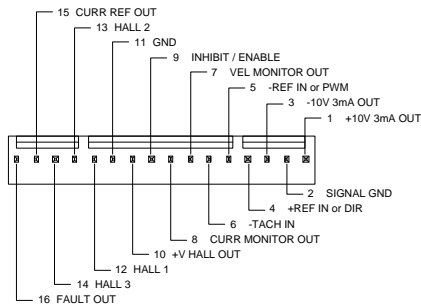 15 CURR REF OUT
13 HALL 2
11 GND
9 INHIBIT / ENABLE
7 VEL MONITOR OUT
5 -REF IN or PWM
3 -10V 3mA OUT
1 +10V 3mA OUT
2 SIGNAL GND
4 +REF IN or DIR
6 -TACH IN
8 CURR MONITOR OUT
10 +V HALL OUT
12 HALL 1
14 HALL 3
16 FAULT OUT